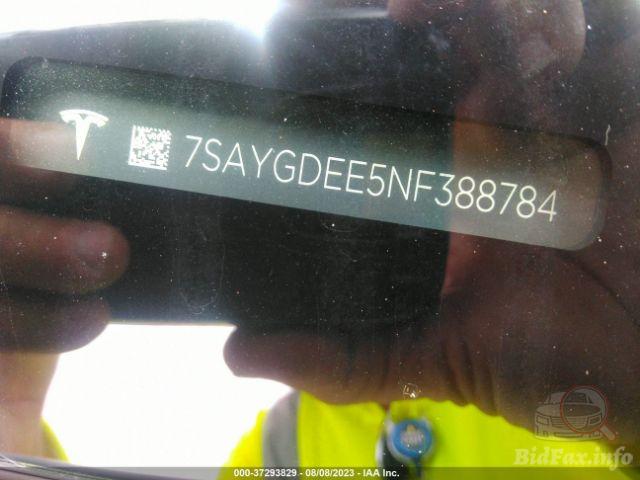 7SAYGDEE5NF388784
BidFax.info
000-37293829 - 08/08/2023 - IAA Inc.